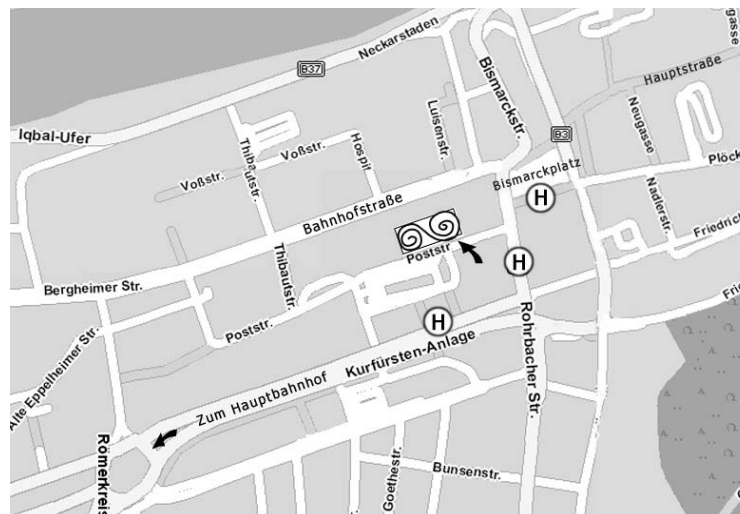 Neckarstaden
B37
Iqbal-Ufer
Bismarckstr.
Hauptstraße
Luisenstr.
Neugasse
B3
Thibautstr.
Voßstr.
Hospit
Voßstr.
Plöck
Bismarckplatz
Nadlerstr.
H
Bahnhofstraße
Friedrich
Poststr.
Thibautstr.
H
Bergheimer Str.
Poststr.
H
Rohrbacher Str.
Alte Eppelheimer Str.
Kurfürsten-Anlage
Zum Hauptbahnhof
Römerkreis
Goethestr.
Bunsenstr.